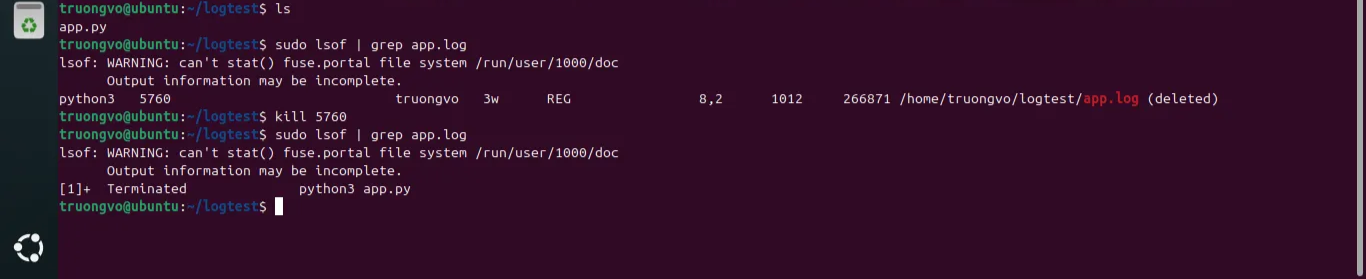 truongvo@ubuntu:~/logtest$ ls
app.py
truongvo@ubuntu:~/logtest$ sudo lsof | grep app.log
lsof: WARNING: can't stat() fuse.portal file system /run/user/1000/doc
      Output information may be incomplete.
python3   5760                            truongvo   3w      REG                8,2      1012     266871 /home/truongvo/logtest/app.log (deleted)
truongvo@ubuntu:~/logtest$ kill 5760
truongvo@ubuntu:~/logtest$ sudo lsof | grep app.log
lsof: WARNING: can't stat() fuse.portal file system /run/user/1000/doc
      Output information may be incomplete.
[1]+  Terminated              python3 app.py
truongvo@ubuntu:~/logtest$